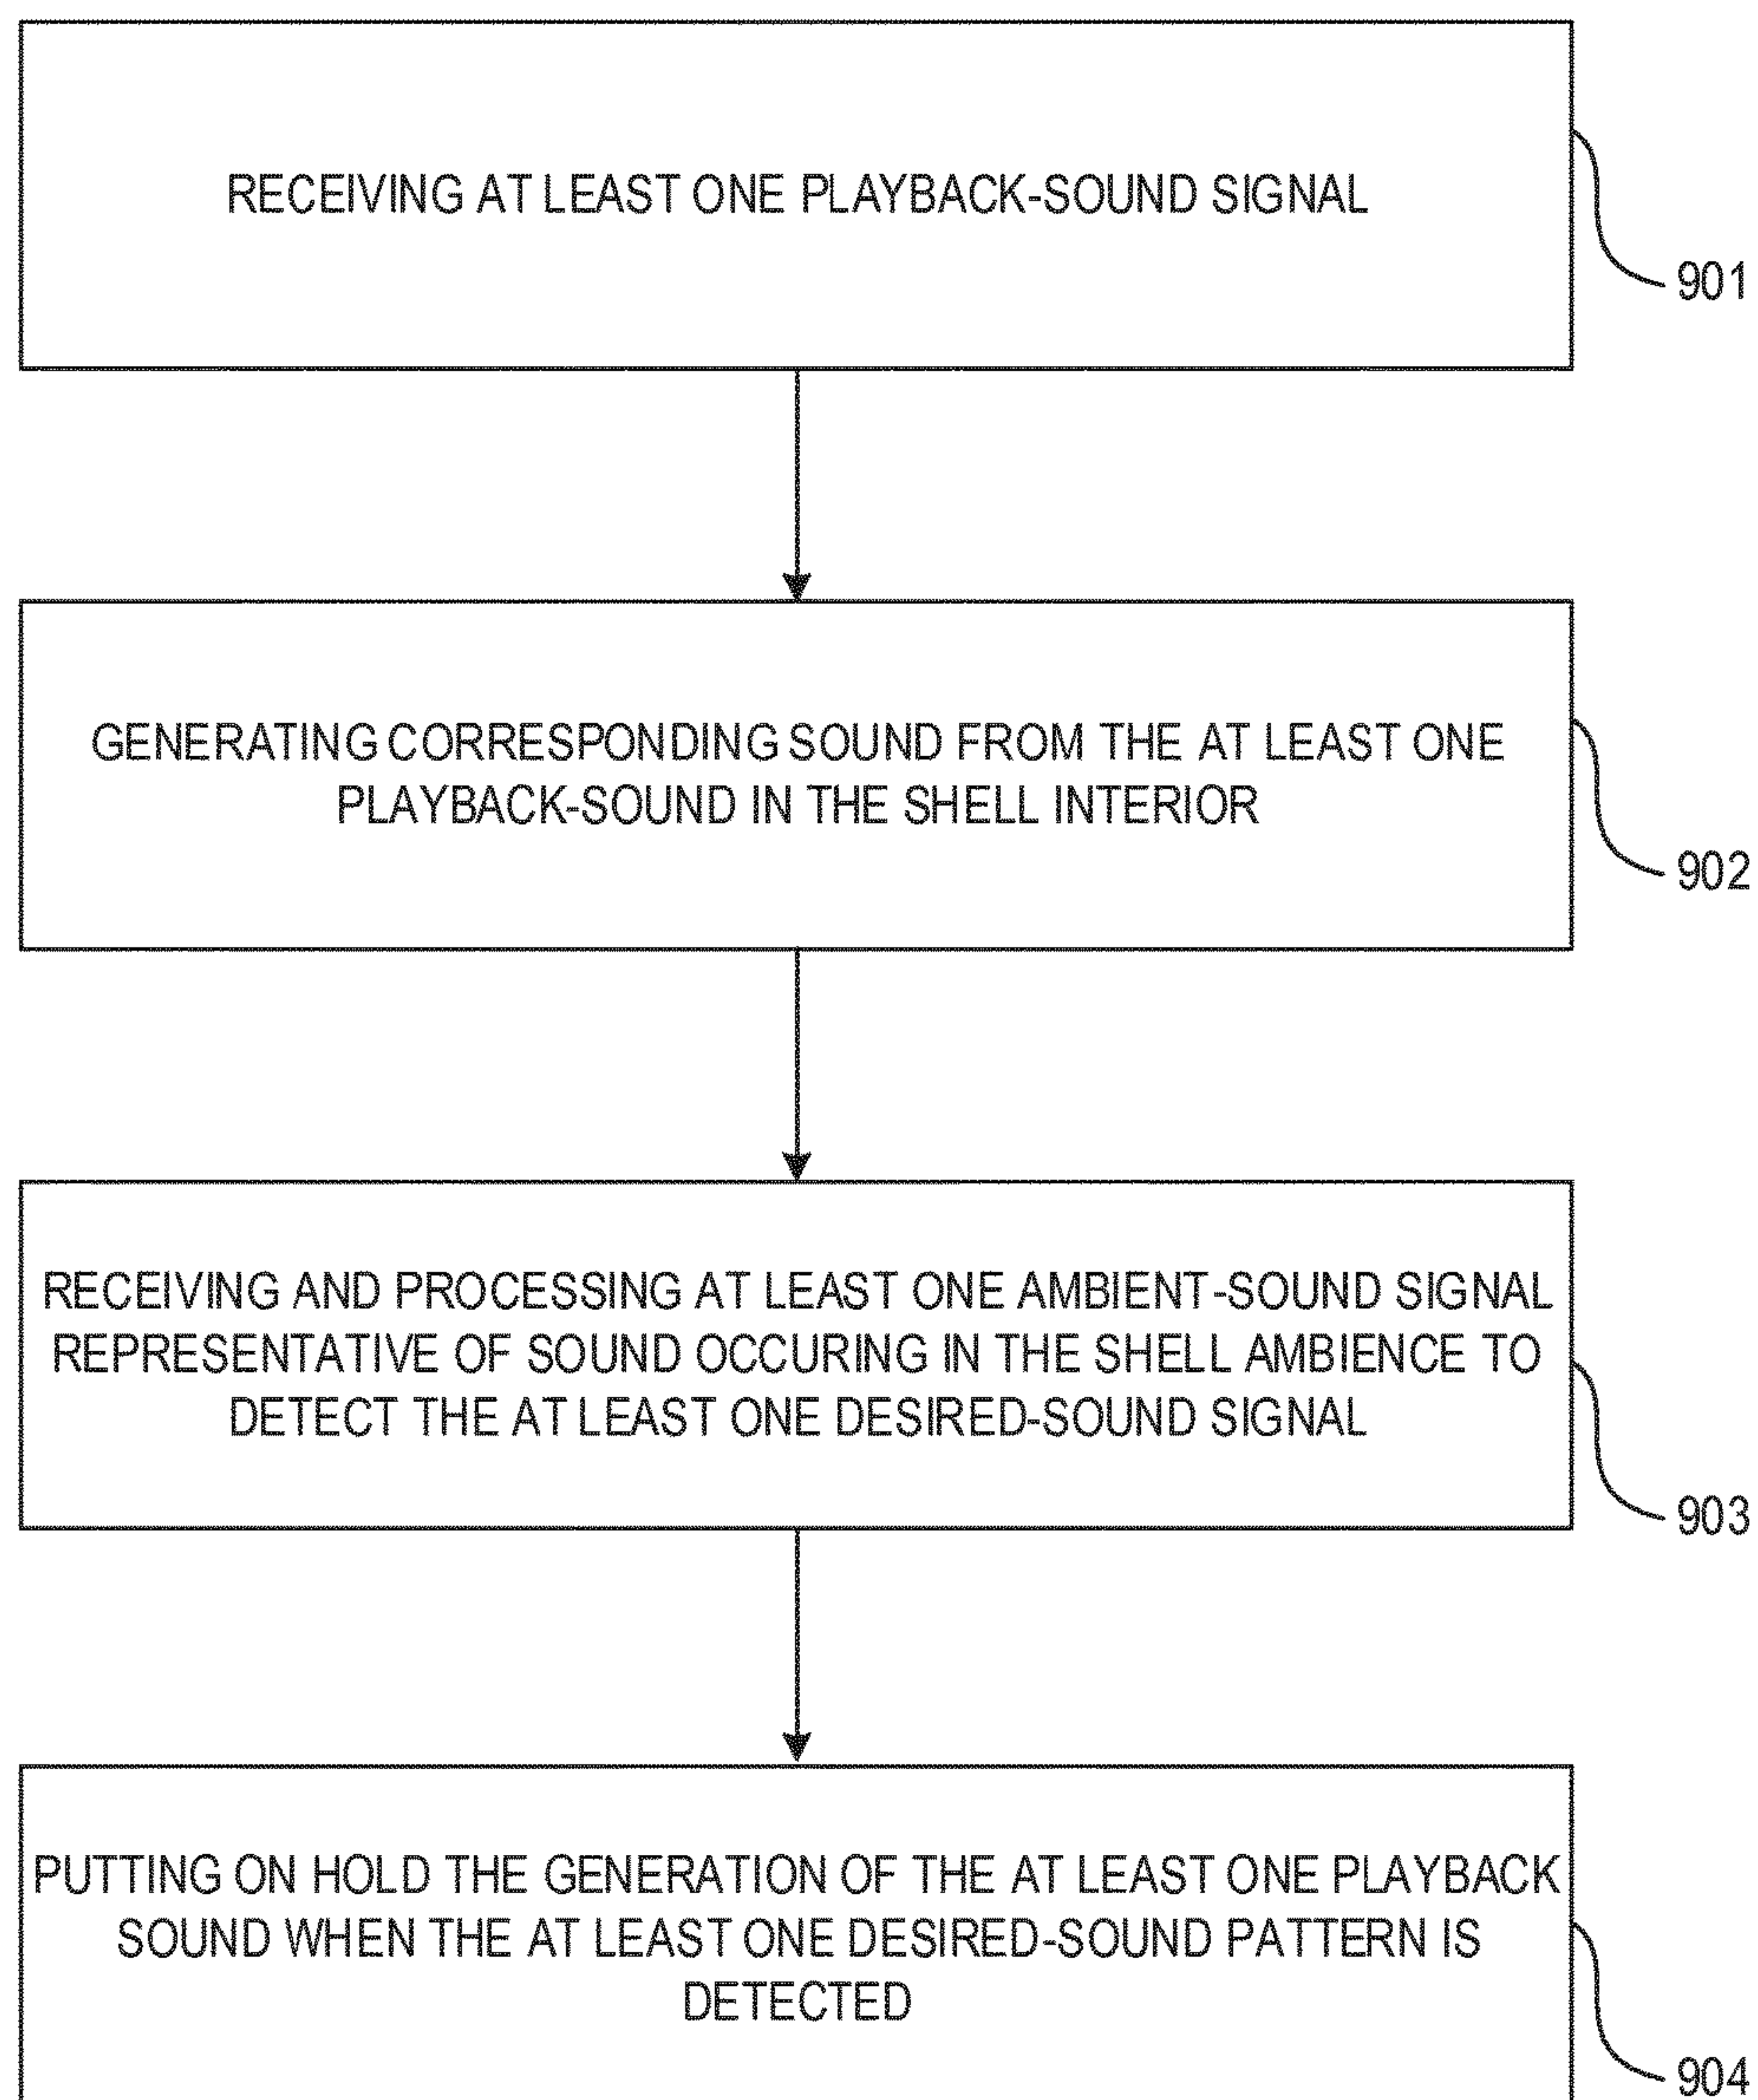 RECEIVING AT LEAST ONE PLAYBACK-SOUND SIGNAL
901
GENERATING CORRESPONDING SOUND FROM THE AT LEAST ONE
PLAYBACK-SOUND IN THE SHELL INTERIOR
902
RECEIVING AND PROCESSING AT LEAST ONE AMBIENT-SOUND SIGNAL
REPRESENTATIVE OF SOUND OCCURING IN THE SHELL AMBIENCE TO
DETECT THE AT LEAST ONE DESIRED-SOUND SIGNAL
903
PUTTING ON HOLD THE GENERATION OF THE AT LEAST ONE PLAYBACK
SOUND WHEN THE AT LEAST ONE DESIRED-SOUND PATTERN IS
DETECTED
904